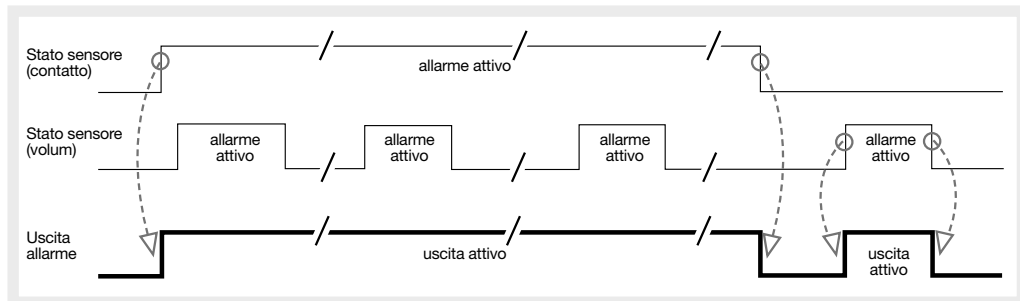 Stato sensore
(contatto)
allarme attivo
Stato sensore
(volum)
allarme
attivo
allarme
attivo
allarme
attivo
allarme
attivo
Uscita
allarme
uscita attivo
uscita
attivo